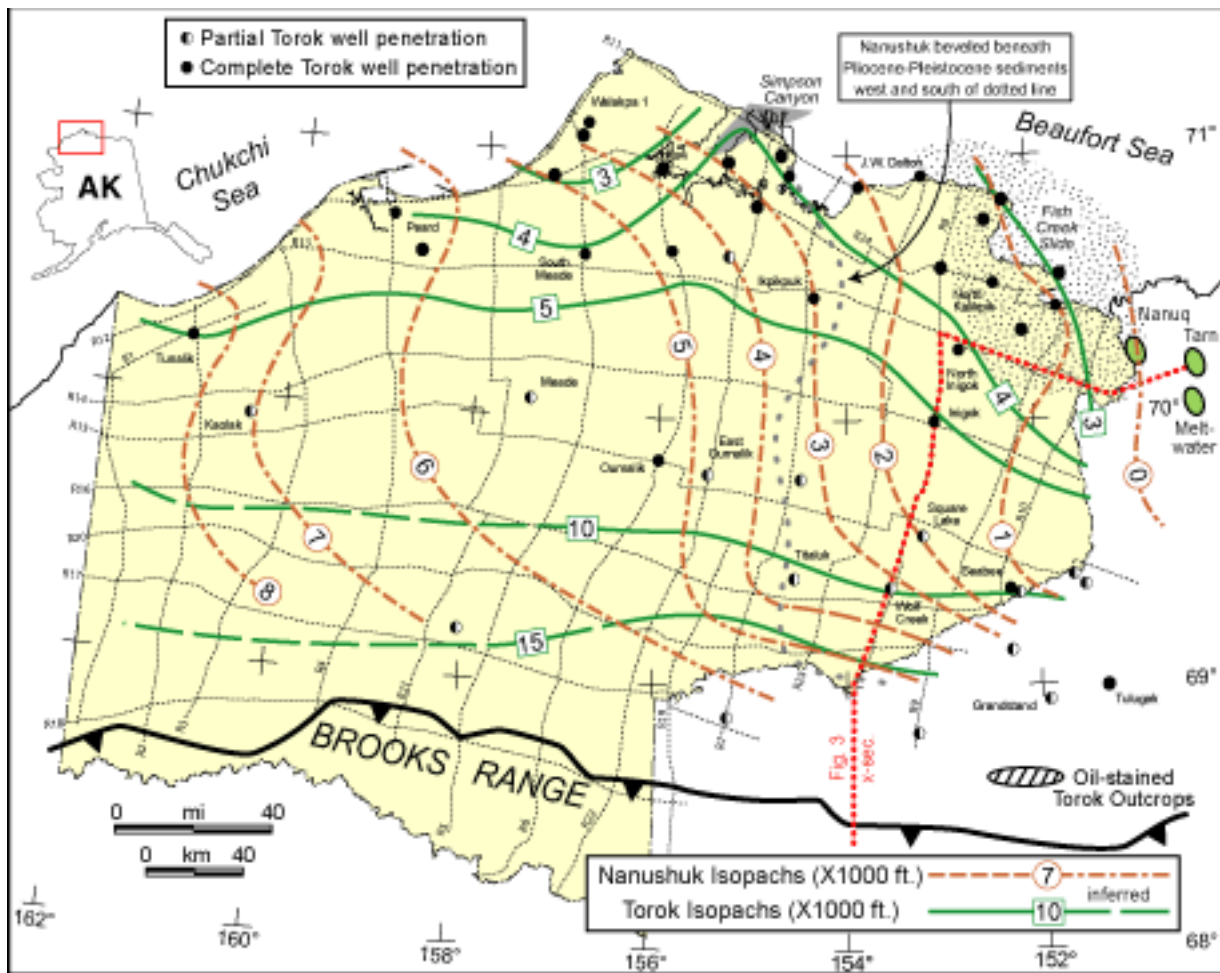 Partial Torok well penetration
Complete Torok well penetration
Nanushuk beveled beneath
Pliocene-Pleistocene sediments
west and south of dotted line
AK
Chukchi
Sea
Beaufort Sea
71°
Simpson
Canyon
Walakpa 1
J.W. Dalton
Fish
Creek
Slide
Peard
South
Meade
Ikpikpuk
North
Kalikpik
Nanuq
Tarn
70°
Melt-
water
Tunalik
Kaolak
Meade
North
Inigok
Inigok
Oumalik
East
Oumalik
Square
Lake
Titaluk
Seabee
Wolf
Creek
Grandstand
Tulugak
69°
3
4
5
10
15
4
3
8
7
6
5
4
3
2
1
0
BROOKS RANGE
Fig. 3
x-sec.
Oil-stained
Torok Outcrops
0 mi 40
0 km 40
Nanushuk Isopachs (X1000 ft.) 7
inferred
Torok Isopachs (X1000 ft.) 10
162°
160°
158°
156°
154°
152°
68°